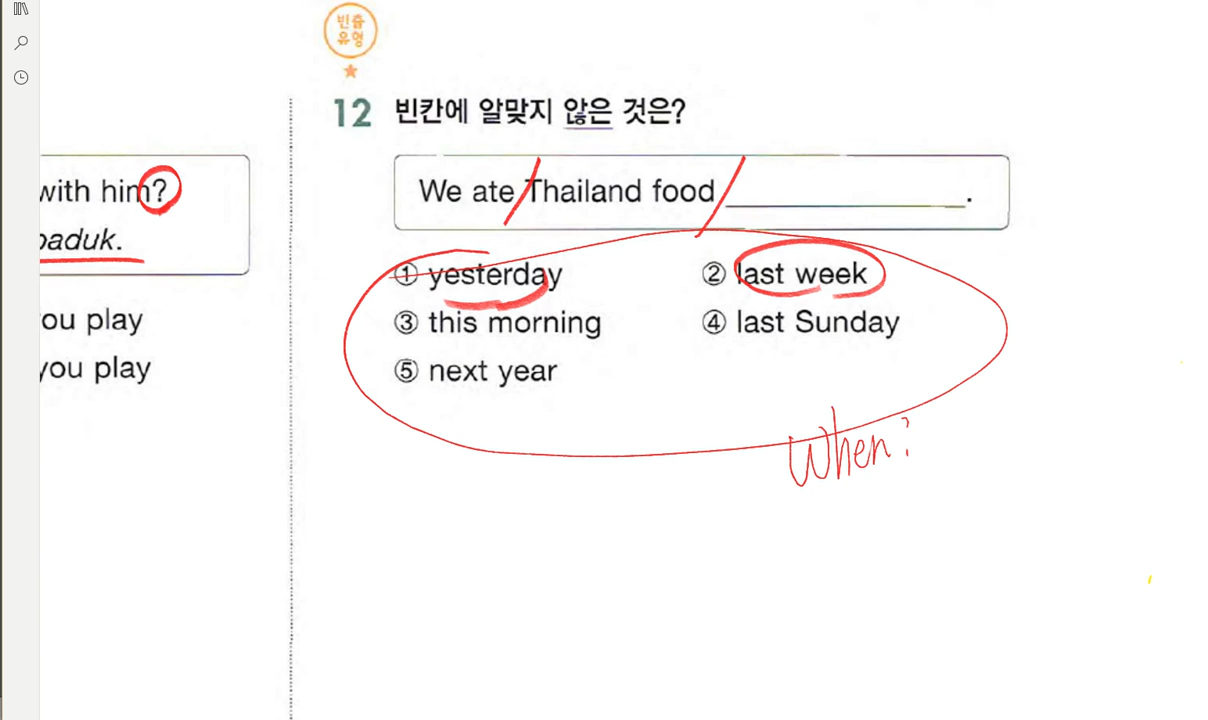 빈출
유형
12 빈칸에 알맞지 않은 것은?
with him?
baduk.
ou play
you play
We ate Thailand food ____________.
① yesterday ② last week
③ this morning ④ last Sunday
⑤ next year
When?